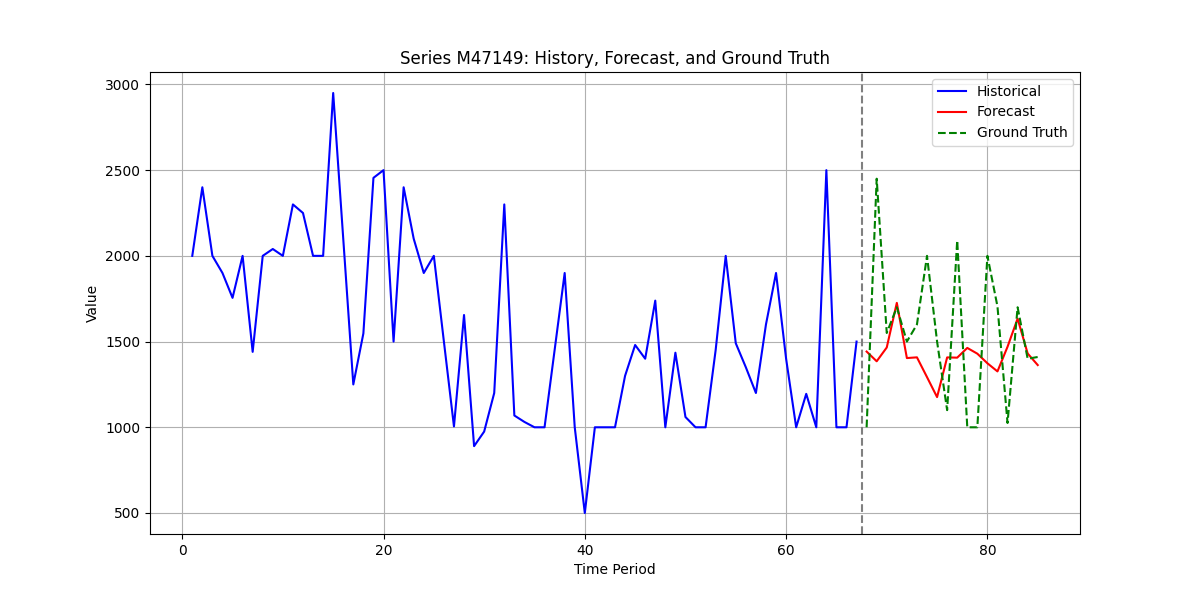 Series M47149: History, Forecast, and Ground Truth
3000
2500
2000
1500
1000
500
Value
0
20
40
60
80
Time Period
Historical
Forecast
Ground Truth